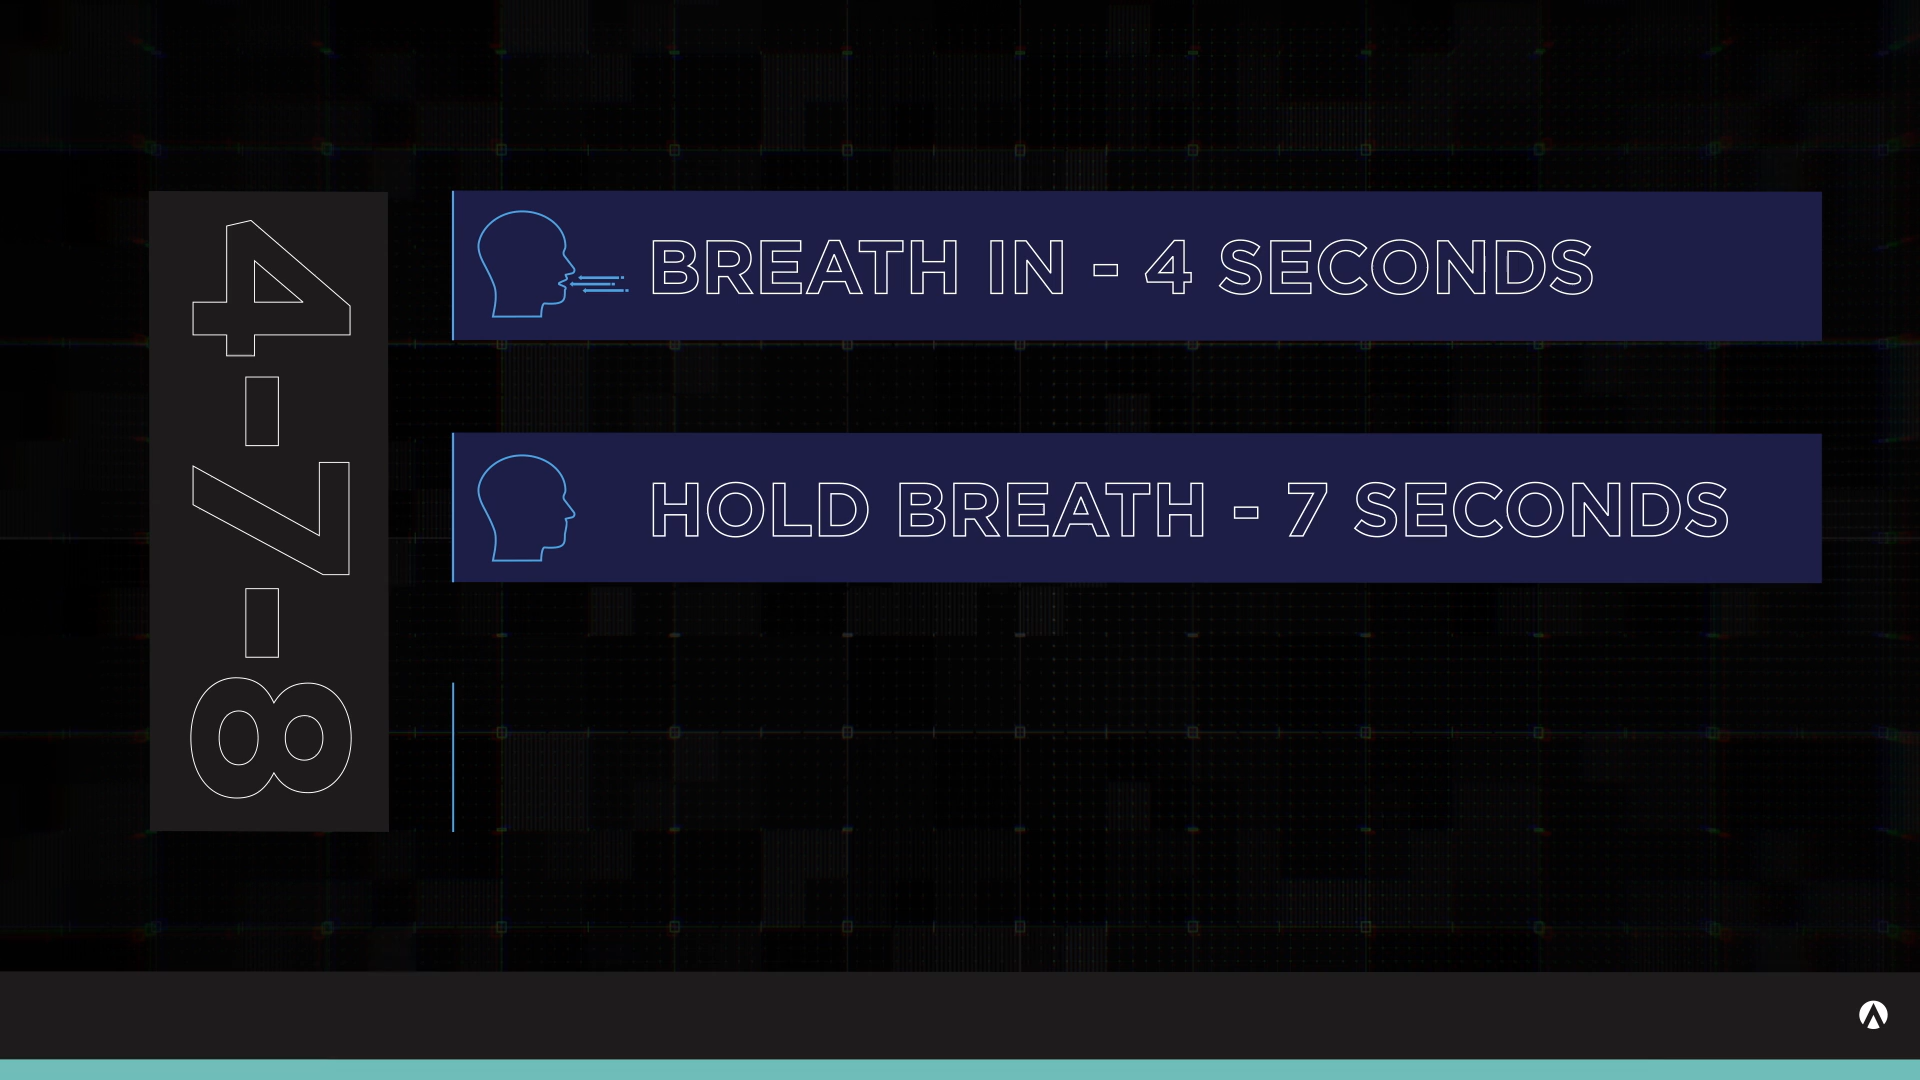 4-7-8
BREATH IN - 4 SECONDS
HOLD BREATH - 7 SECONDS